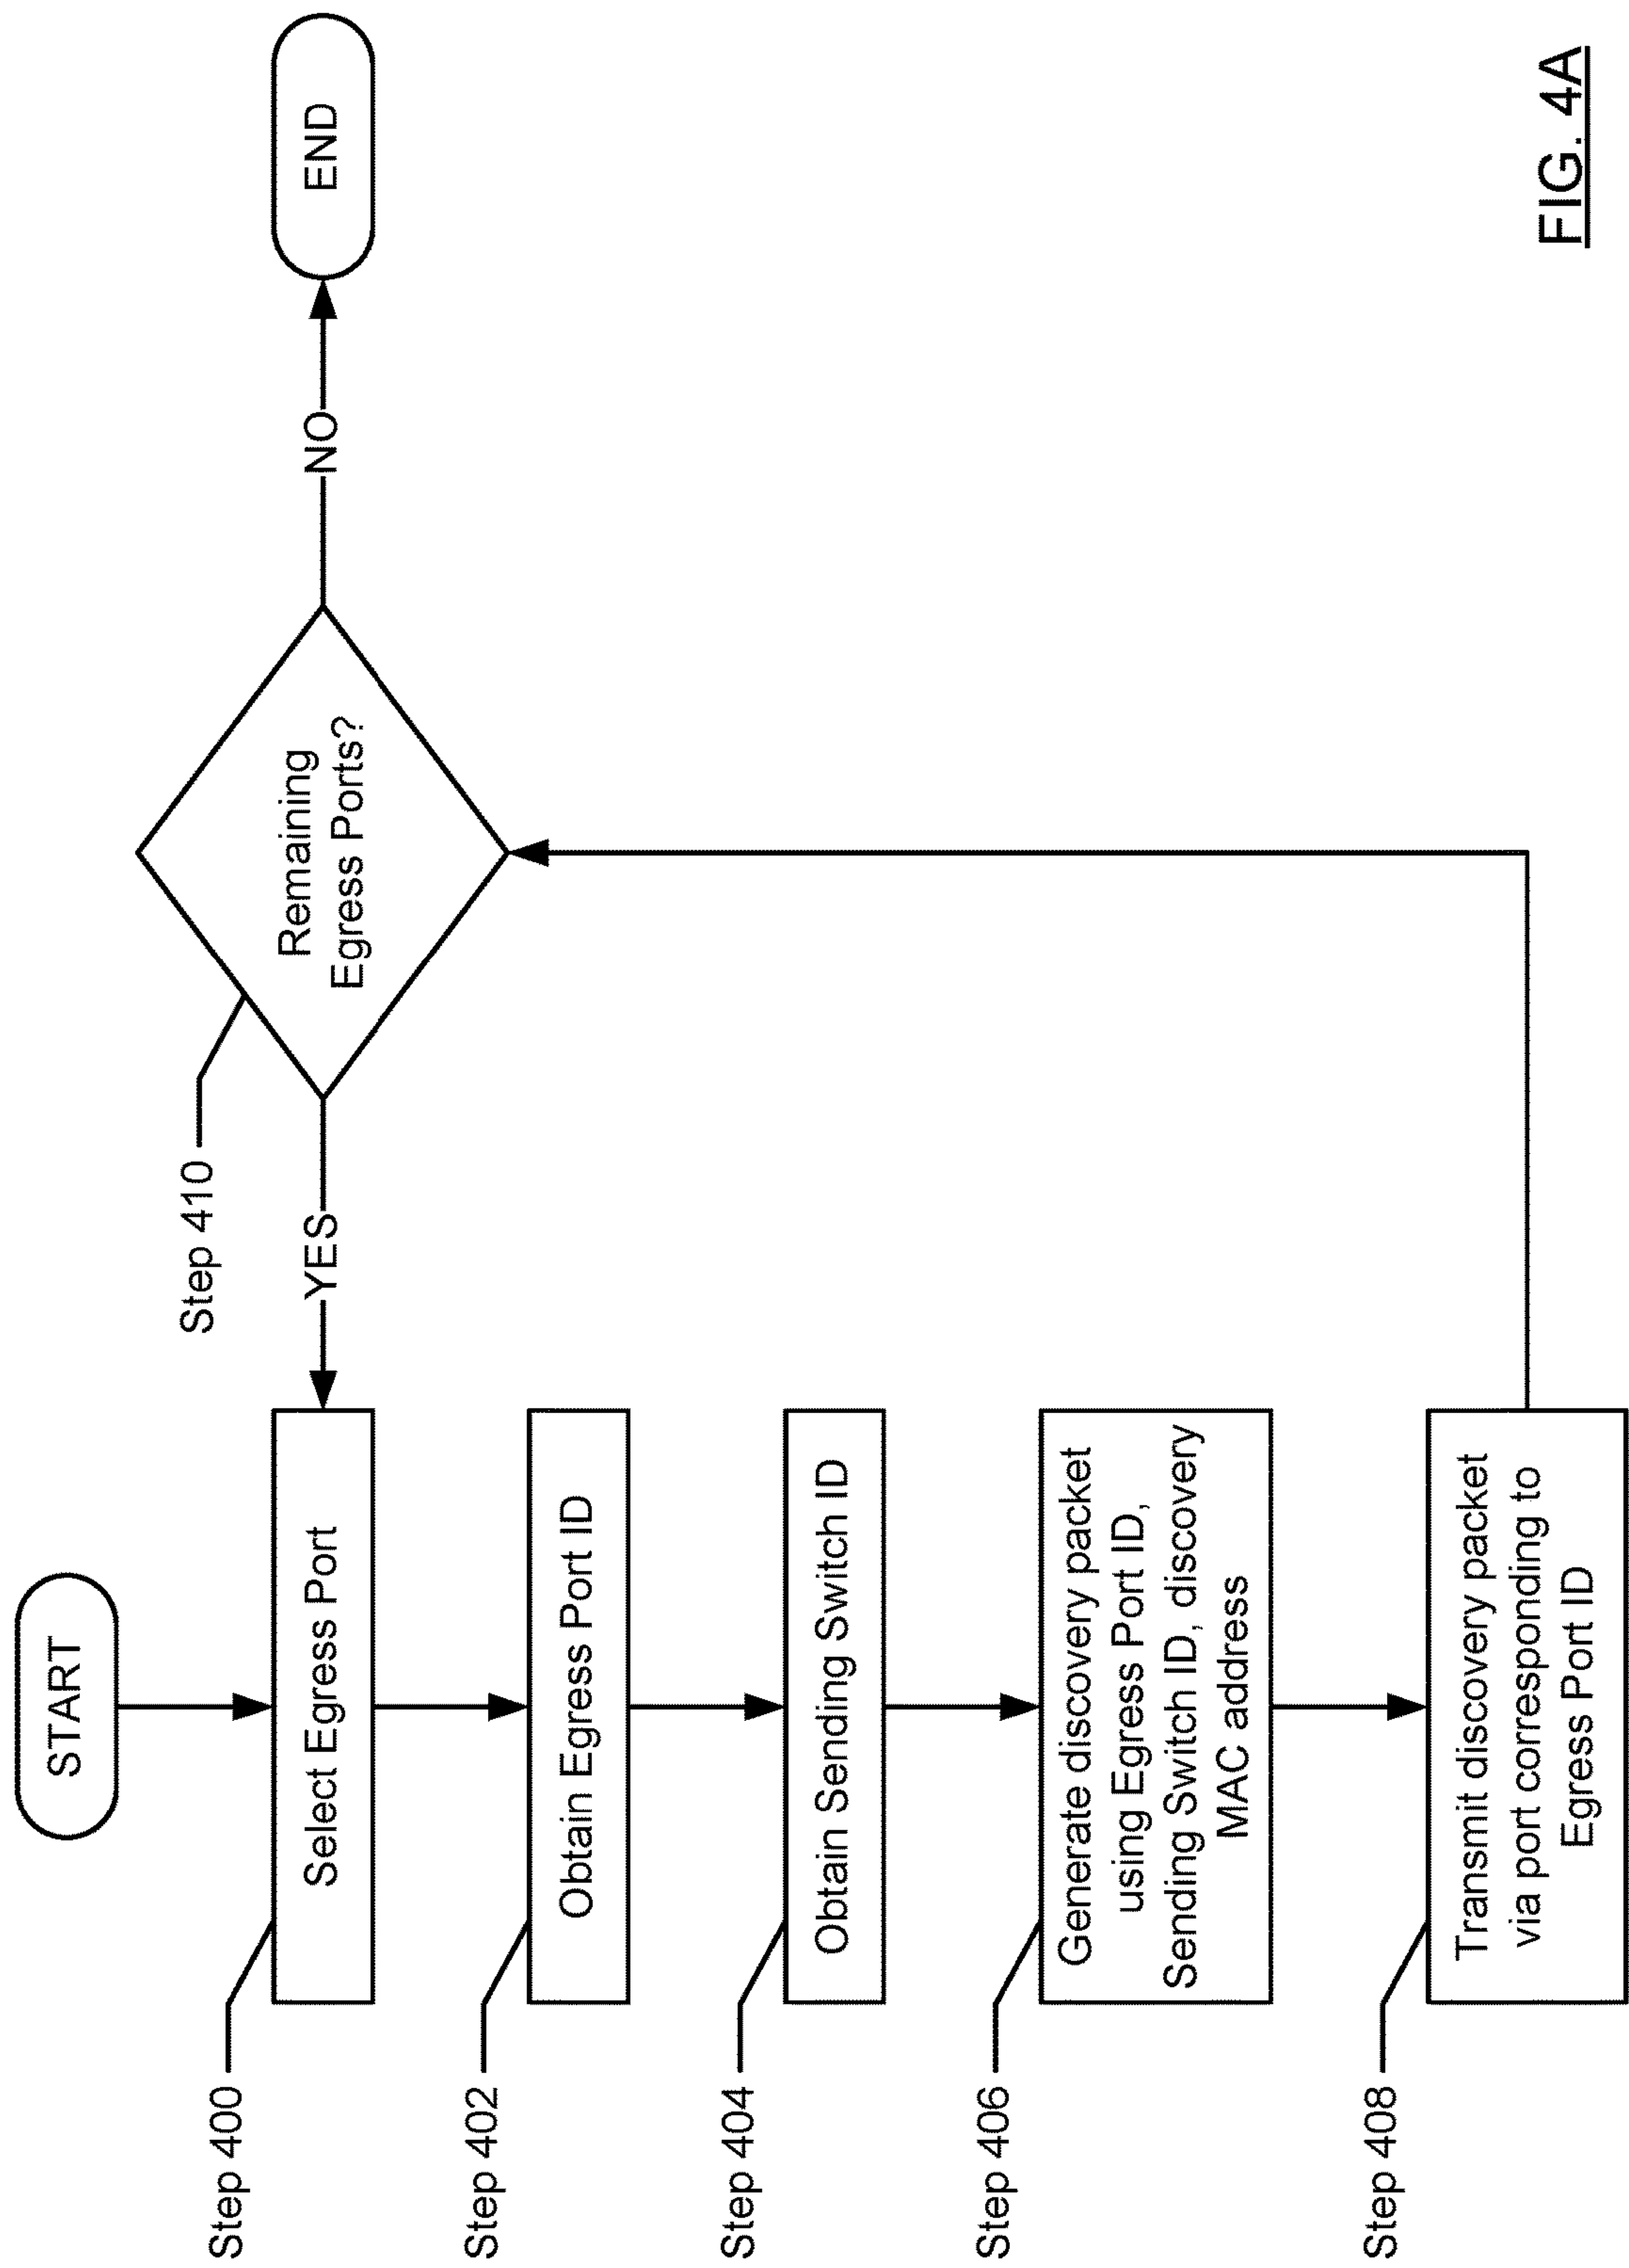 START
Step 400
Select Egress Port
Step 402
Obtain Egress Port ID
Step 404
Obtain Sending Switch ID
Step 406
Generate discovery packet
using Egress Port ID,
Sending Switch ID, discovery
MAC address
Step 408
Transmit discovery packet
via port corresponding to
Egress Port ID
Step 410
Remaining
Egress Ports?
YES
NO
END
FIG. 4A